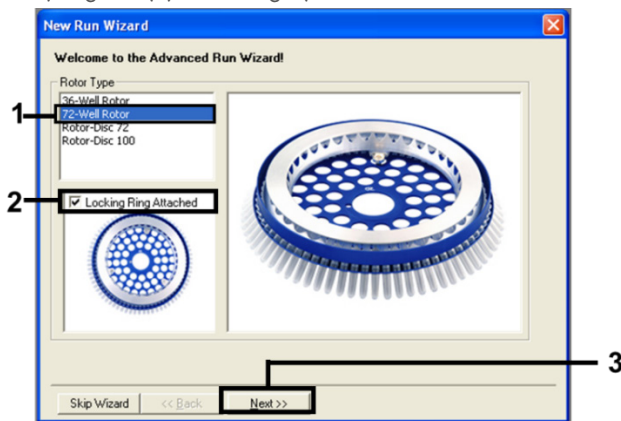 New Run Wizard
Welcome to the Advanced Run Wizard!
Rotor Type
36-Well Rotor
72-Well Rotor
Rotor-Disc 72
Rotor-Disc 100
1
2
Locking Ring Attached
3
Skip Wizard
<< Back
Next >>